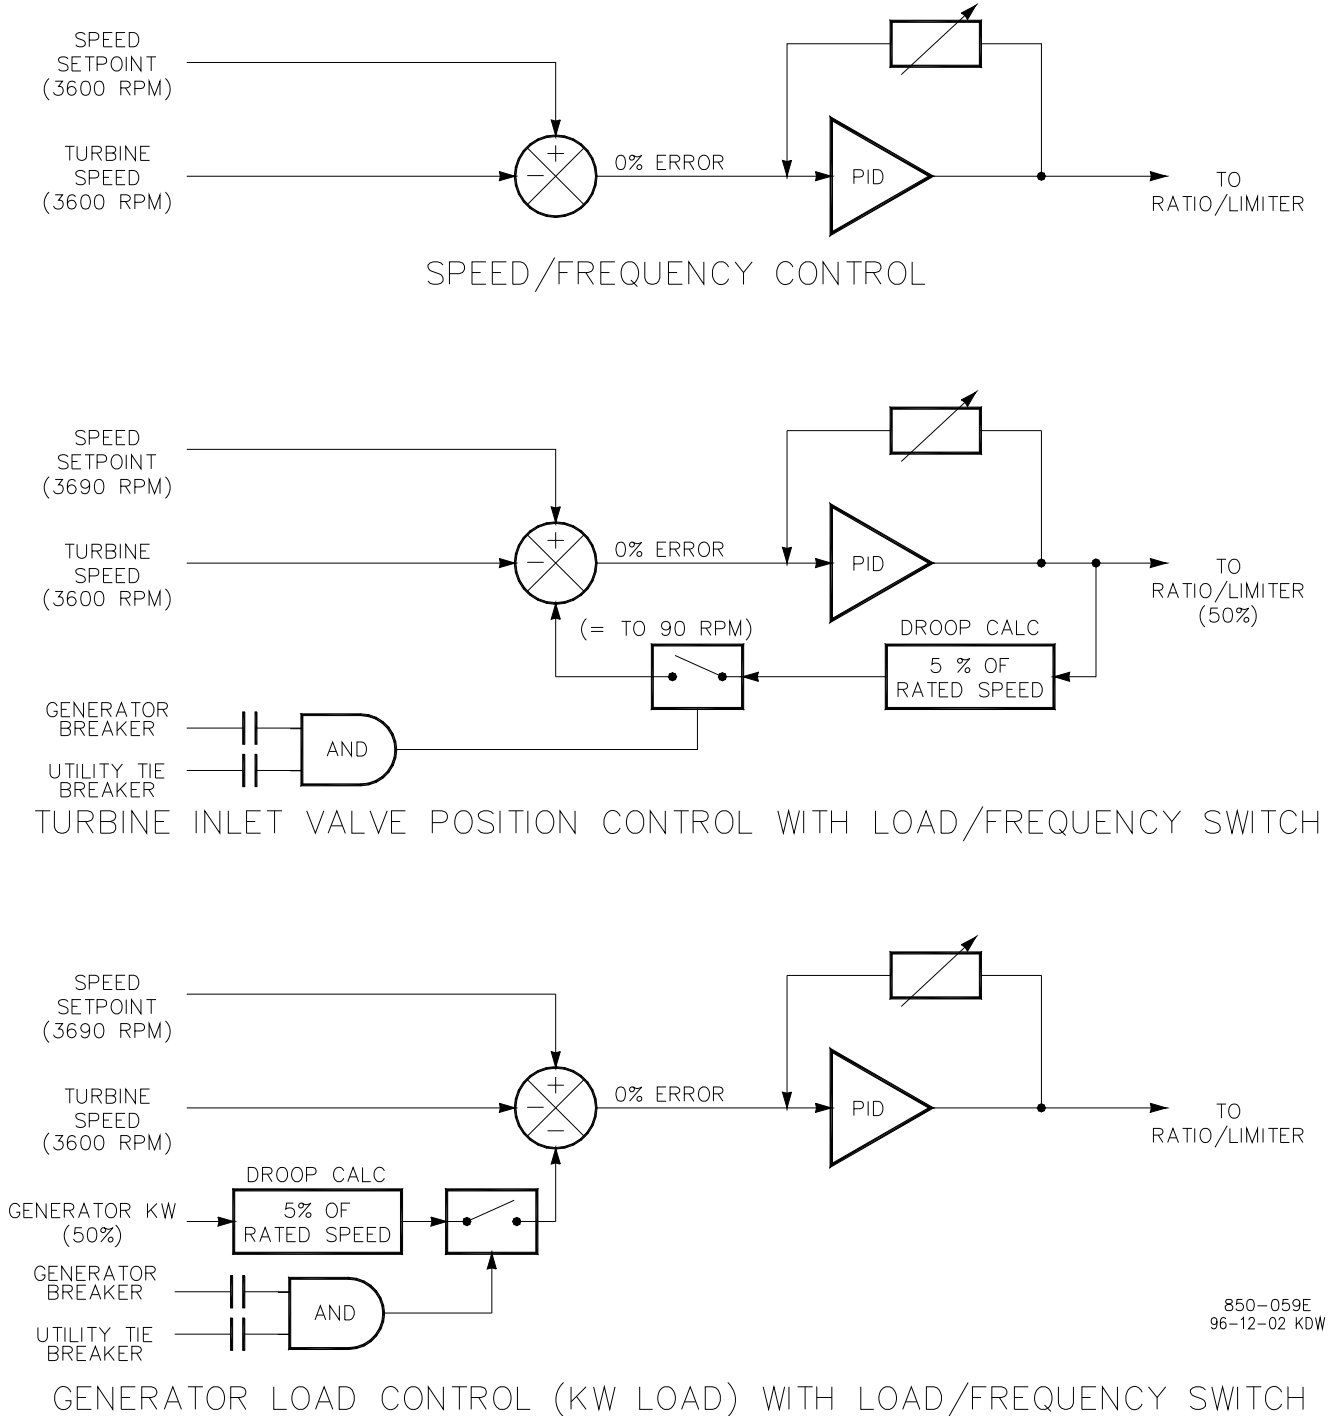 SPEED
SETPOINT
(3600 RPM)
TURBINE
SPEED
(3600 RPM)
+
−
0% ERROR
PID
TO
RATIO/LIMITER
SPEED/FREQUENCY CONTROL
SPEED
SETPOINT
(3690 RPM)
TURBINE
SPEED
(3600 RPM)
+
−
0% ERROR
PID
TO
RATIO/LIMITER
(50%)
(= TO 90 RPM)
DROOP CALC
5 % OF
RATED SPEED
GENERATOR
BREAKER
AND
UTILITY TIE
BREAKER
TURBINE INLET VALVE POSITION CONTROL WITH LOAD/FREQUENCY SWITCH
SPEED
SETPOINT
(3690 RPM)
TURBINE
SPEED
(3600 RPM)
+
−
−
0% ERROR
PID
TO
RATIO/LIMITER
DROOP CALC
GENERATOR KW
(50%)
5% OF
RATED SPEED
GENERATOR
BREAKER
AND
UTILITY TIE
BREAKER
850−059E
96−12−02 KDW
GENERATOR LOAD CONTROL (KW LOAD) WITH LOAD/FREQUENCY SWITCH